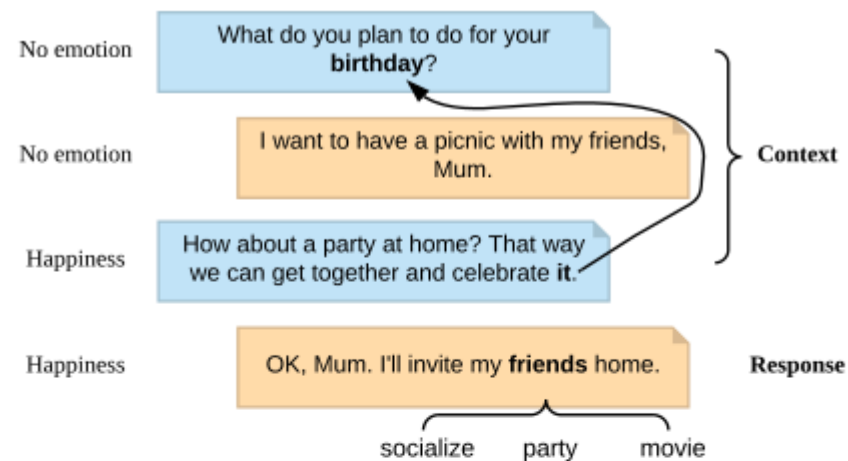 No emotion
What do you plan to do for your
birthday?
No emotion
I want to have a picnic with my friends,
Mum.
Context
Happiness
How about a party at home? That way
we can get together and celebrate it.
Happiness
OK, Mum. I'll invite my friends home.
Response
socialize party movie